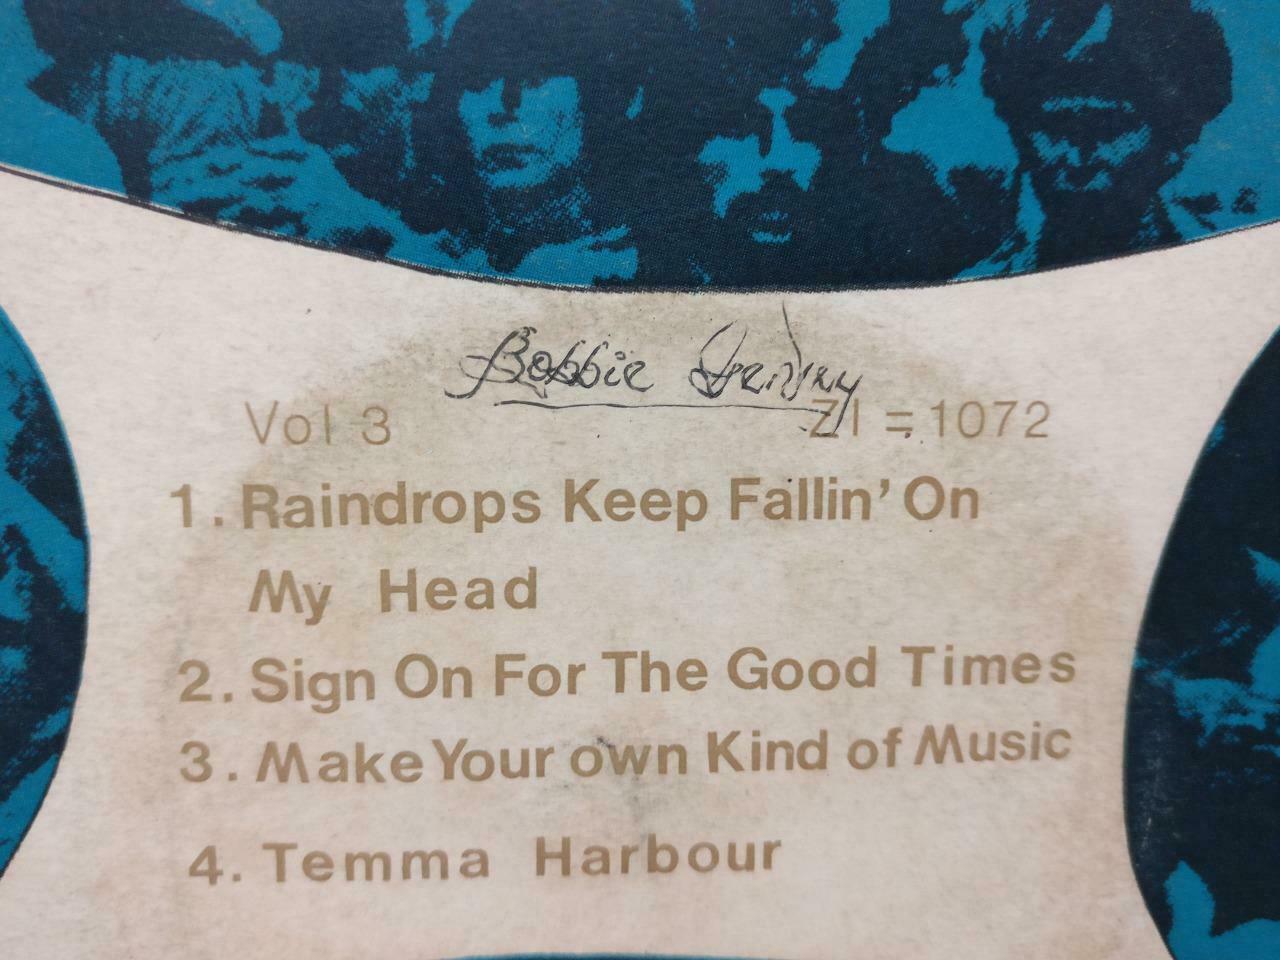 Bobbie
Vol 3 ZI = 1072
1. Raindrops Keep Fallin' On
My Head
2. Sign On For The Good Times
3. Make Your own Kind of Music
4. Temma Harbour